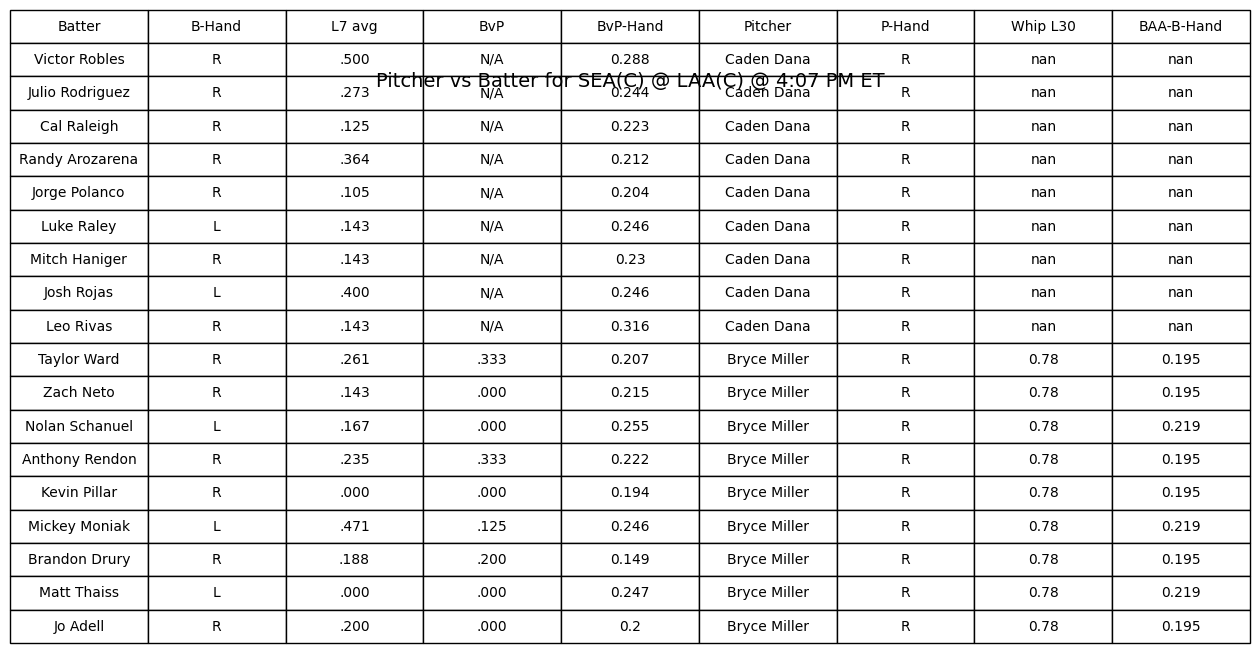 Batter B-Hand L7 avg BvP BvP-Hand Pitcher P-Hand Whip L30 BAA-B-Hand
Victor Robles R .500 N/A 0.288 Caden Dana R nan nan
Pitcher vs Batter for SEA(C) @ LAA(C) @ 4:07 PM ET
Julio Rodriguez R .273 N/A 0.244 Caden Dana R nan nan
Cal Raleigh R .125 N/A 0.223 Caden Dana R nan nan
Randy Arozarena R .364 N/A 0.212 Caden Dana R nan nan
Jorge Polanco R .105 N/A 0.204 Caden Dana R nan nan
Luke Raley L .143 N/A 0.246 Caden Dana R nan nan
Mitch Haniger R .143 N/A 0.23 Caden Dana R nan nan
Josh Rojas L .400 N/A 0.246 Caden Dana R nan nan
Leo Rivas R .143 N/A 0.316 Caden Dana R nan nan
Taylor Ward R .261 .333 0.207 Bryce Miller R 0.78 0.195
Zach Neto R .143 .000 0.215 Bryce Miller R 0.78 0.195
Nolan Schanuel L .167 .000 0.255 Bryce Miller R 0.78 0.219
Anthony Rendon R .235 .333 0.222 Bryce Miller R 0.78 0.195
Kevin Pillar R .000 .000 0.194 Bryce Miller R 0.78 0.195
Mickey Moniak L .471 .125 0.246 Bryce Miller R 0.78 0.219
Brandon Drury R .188 .200 0.149 Bryce Miller R 0.78 0.195
Matt Thaiss L .000 .000 0.247 Bryce Miller R 0.78 0.219
Jo Adell R .200 .000 0.2 Bryce Miller R 0.78 0.195